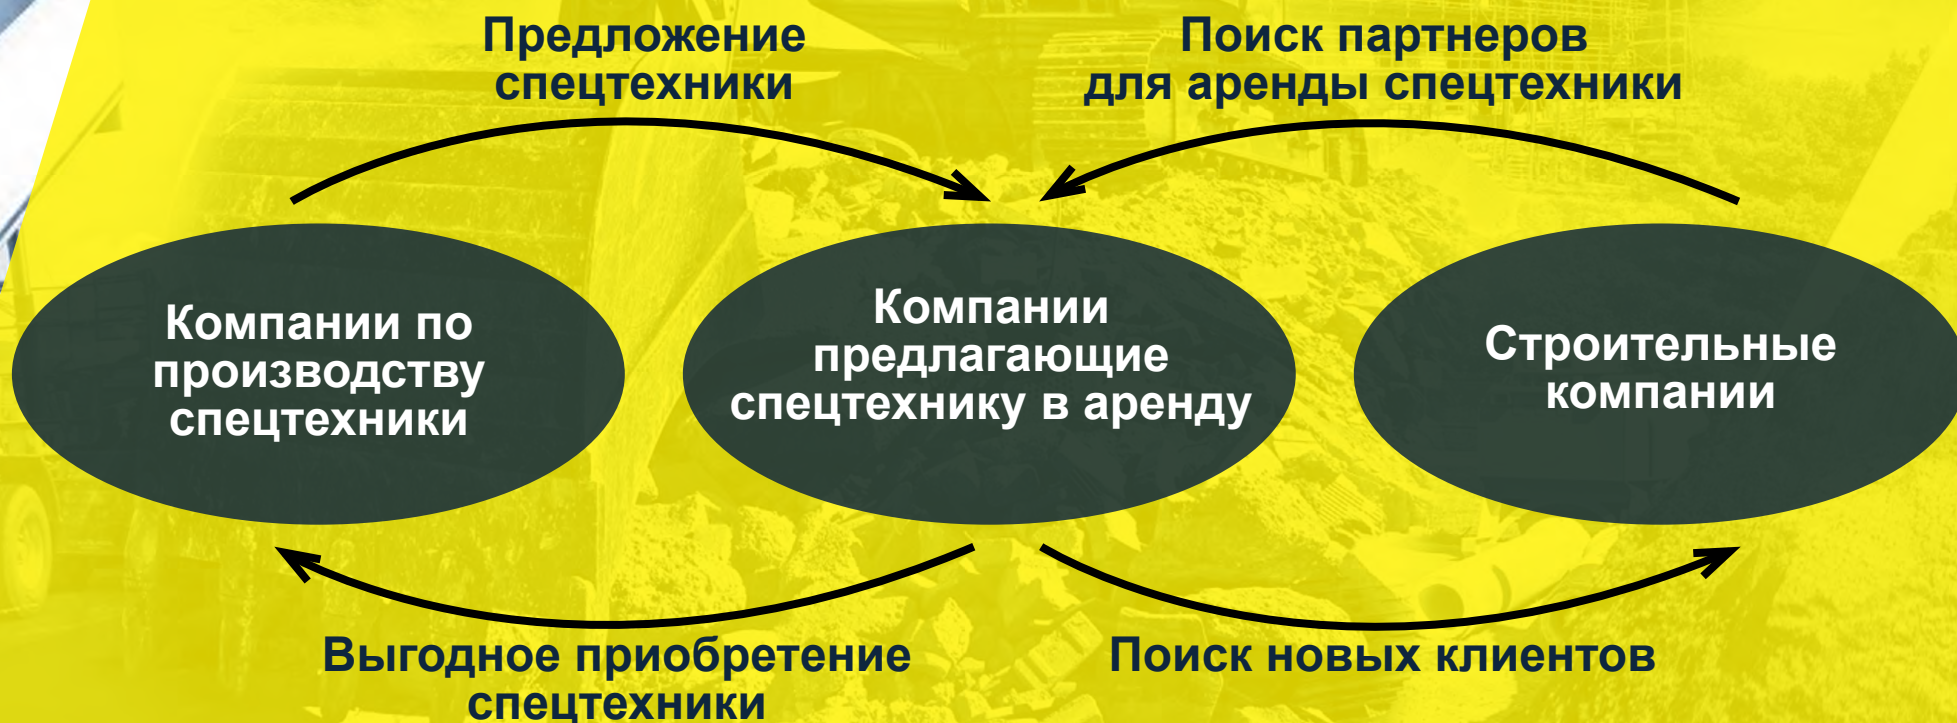 Предложение
спецтехники
Поиск партнеров
для аренды спецтехники
Компании по
производству
спецтехники
Компании
предлагающие
спецтехнику в аренду
Строительные
компании
Выгодное приобретение
спецтехники
Поиск новых клиентов